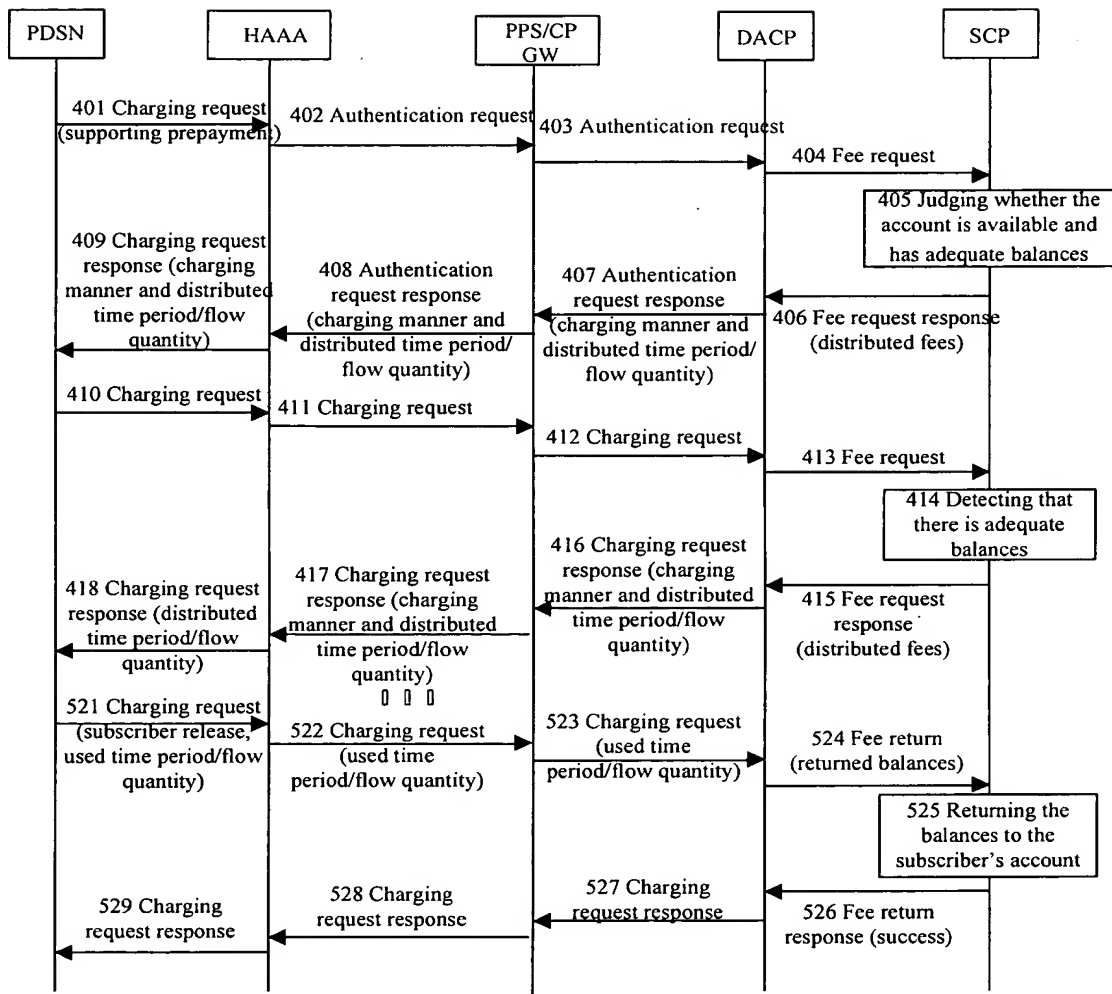 PDSN
HAAA
PPS/CP
GW
DACP
SCP
401 Charging request
(supporting prepayment)
402 Authentication request
403 Authentication request
404 Fee request
405 Judging whether the
account is available and
has adequate balances
406 Fee request response
(distributed fees)
407 Authentication
request response
(charging manner and
distributed time period/
flow quantity)
408 Authentication
request response
(charging manner and
distributed time period/
flow quantity)
409 Charging request
response (charging
manner and distributed
time period/flow
quantity)
410 Charging request
411 Charging request
412 Charging request
413 Fee request
414 Detecting that
there is adequate
balances
415 Fee request
response
(distributed fees)
416 Charging request
response (charging
manner and distributed
time period/flow
quantity)
417 Charging request
response (charging
manner and distributed
time period/flow
quantity)
418 Charging request
response (distributed
time period/flow
quantity)
521 Charging request
(subscriber release,
used time period/flow
quantity)
522 Charging request
(used time
period/flow quantity)
523 Charging request
(used time
period/flow quantity)
524 Fee return
(returned balances)
525 Returning the
balances to the
subscriber's account
526 Fee return
response (success)
527 Charging
request response
528 Charging
request response
529 Charging
request response